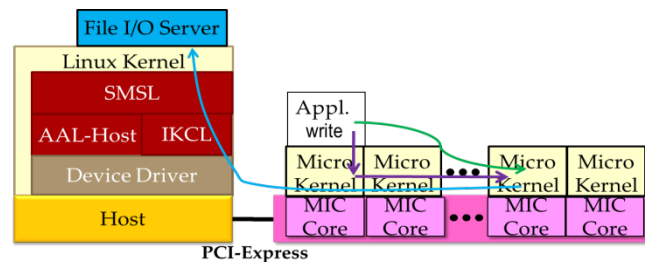 File I/O Server
Linux Kernel
SMSL
AAL-Host
IKCL
Device Driver
Host
PCI-Express
Appl.
write
Micro
Kernel
Micro
Kernel
Micro
Kernel
Micro
Kernel
MIC
Core
MIC
Core
MIC
Core
MIC
Core